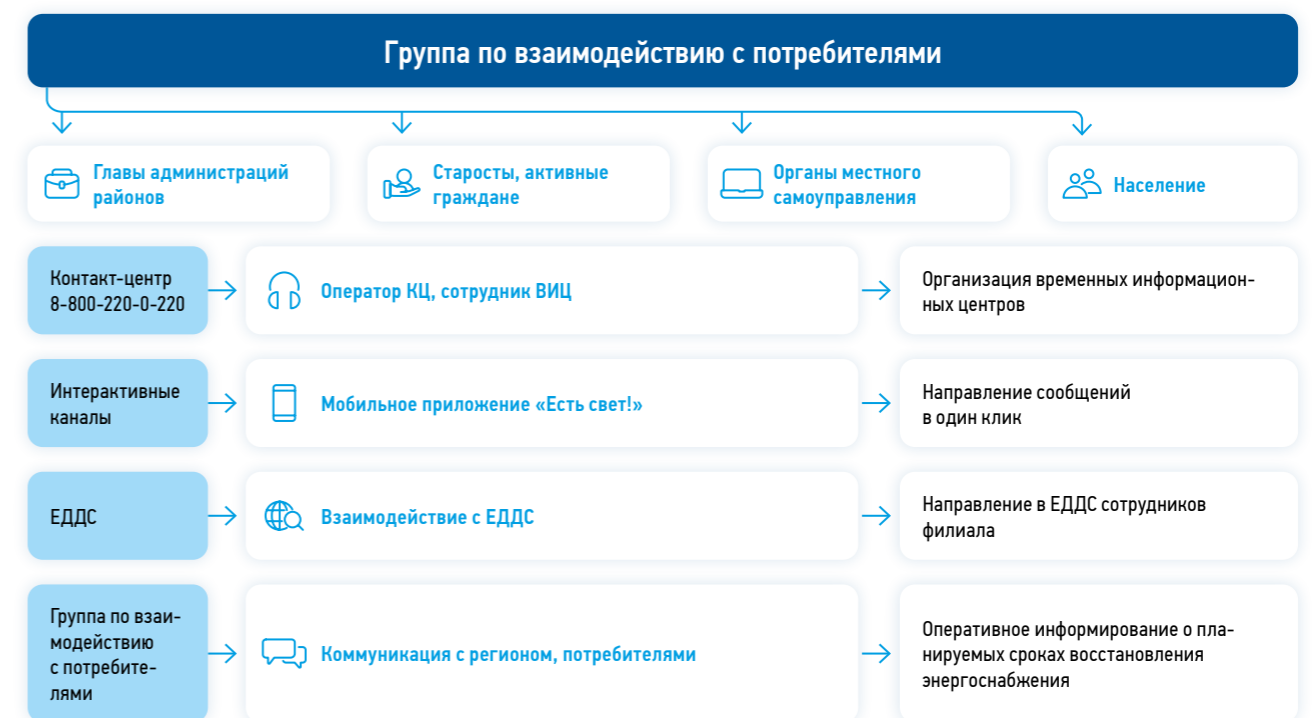 Группа по взаимодействию с потребителями
Главы администраций
районов
Старосты, активные
граждане
Органы местного
самоуправления
Население
Контакт-центр
8-800-220-0-220
Оператор КЦ, сотрудник ВИЦ
Организация временных информацион-
ных центров
Интерактивные
каналы
Мобильное приложение «Есть свет!»
Направление сообщений
в один клик
ЕДДС
Взаимодействие с ЕДДС
Направление в ЕДДС сотрудников
филиала
Группа по взаи-
модействию
с потребите-
лями
Коммуникация с регионом, потребителями
Оперативное информирование о пла-
нируемых сроках восстановления
энергоснабжения